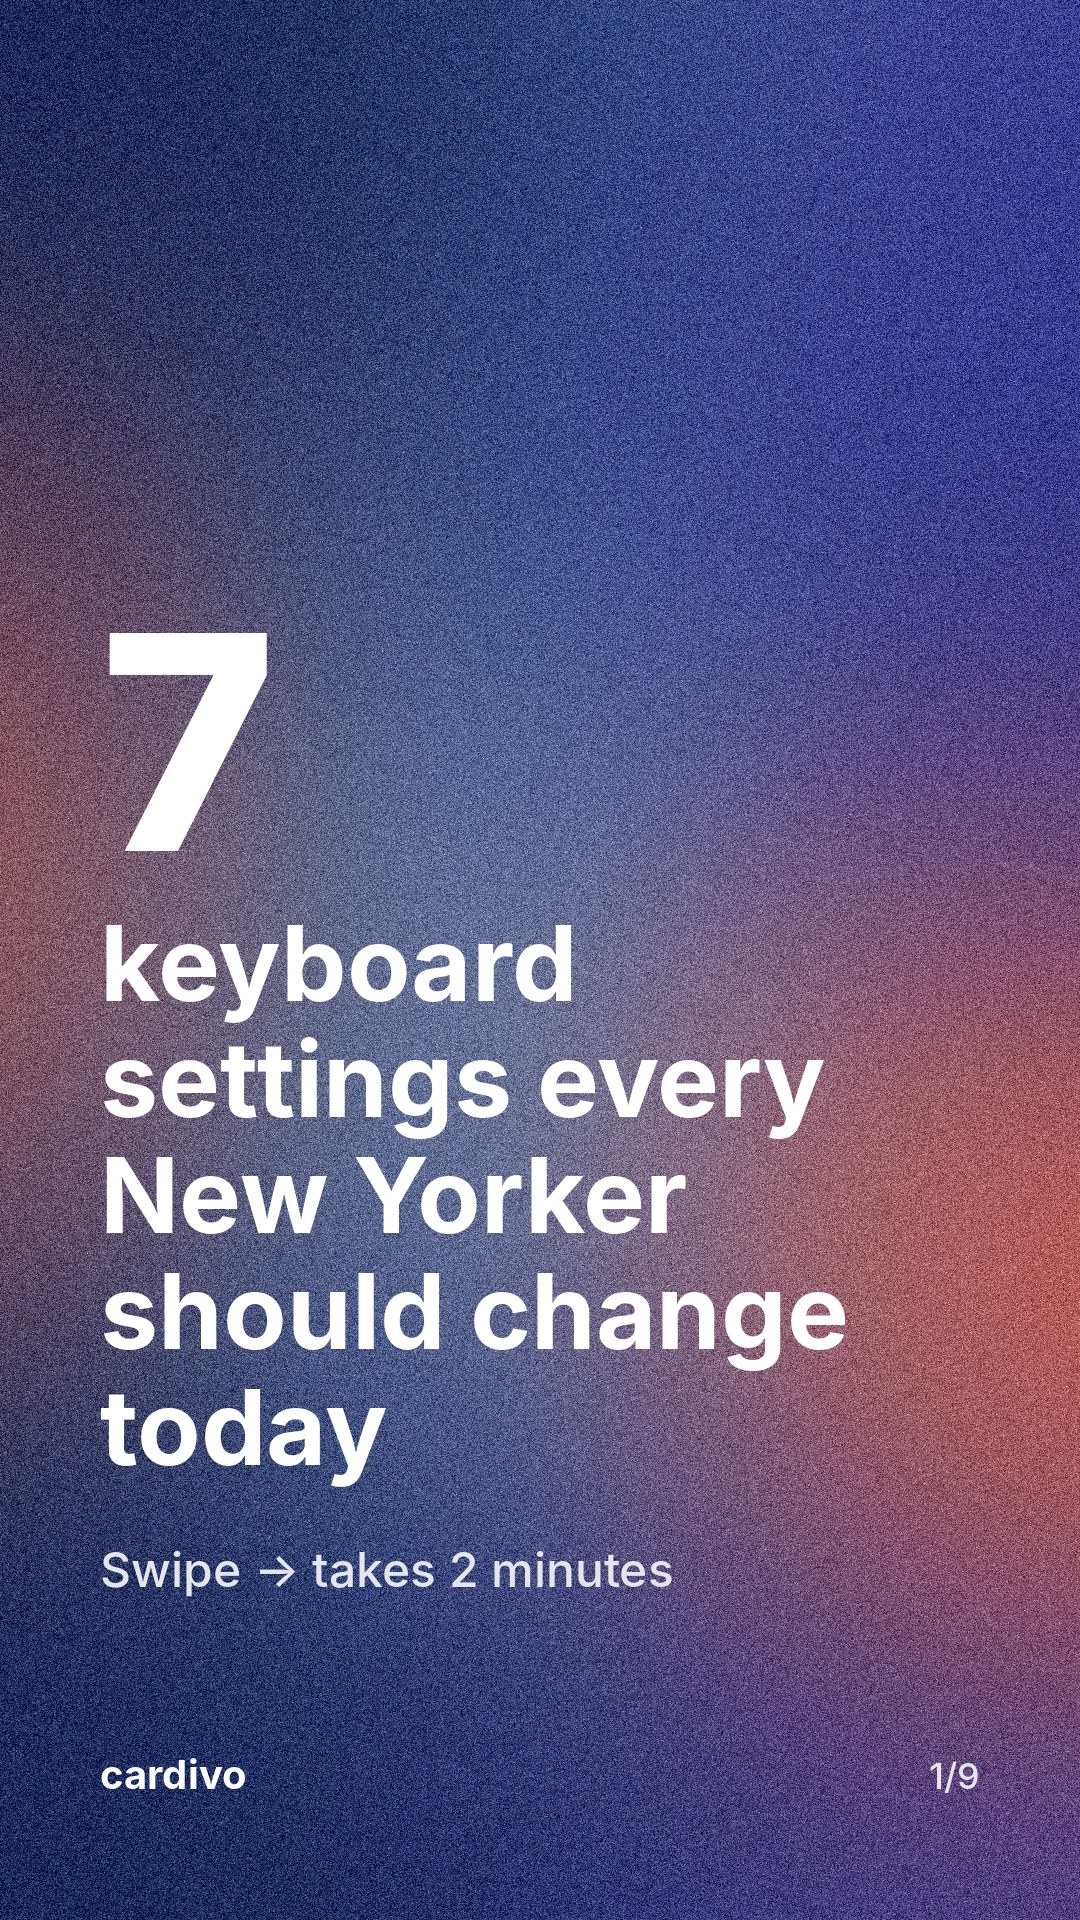 7
keyboard
settings every
New Yorker
should change
today
Swipe → takes 2 minutes
cardivo
1/9